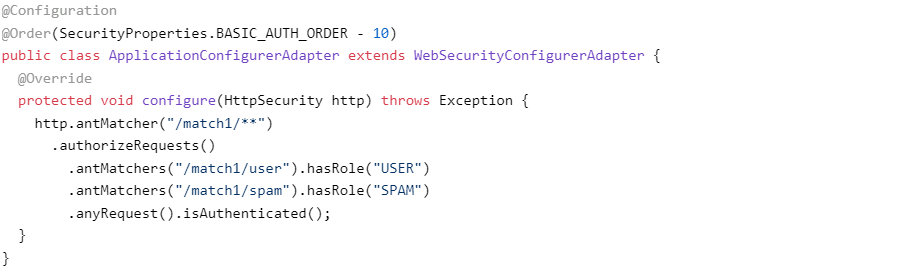 @Configuration
@Order(SecurityProperties.BASIC_AUTH_ORDER - 10)
public class ApplicationConfigurerAdapter extends WebSecurityConfigurerAdapter {
  @Override
  protected void configure(HttpSecurity http) throws Exception {
    http.antMatcher("/match1/**")
      .authorizeRequests()
        .antMatchers("/match1/user").hasRole("USER")
        .antMatchers("/match1/spam").hasRole("SPAM")
        .anyRequest().isAuthenticated();
  }
}